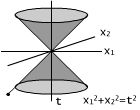 x₂
x₁
t
x₁²+x₂²=t²